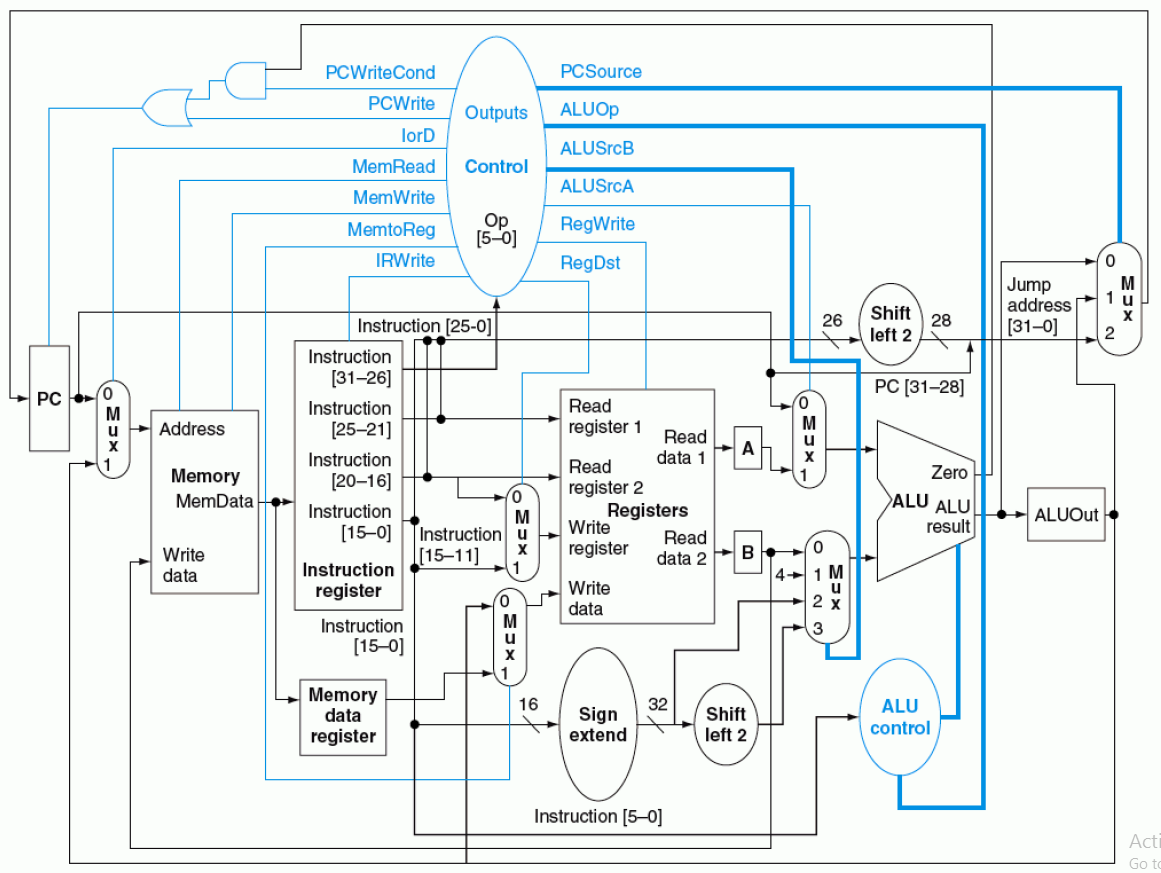 PCWriteCond
PCWrite
IorD
MemRead
MemWrite
MemtoReg
IRWrite
Outputs
Control
Op
[5–0]
PCSource
ALUOp
ALUSrcB
ALUSrcA
RegWrite
RegDst
PC
0
M
u
x
1
Address
Memory
MemData
Write
data
Instruction [25-0]
Instruction
[31–26]
Instruction
[25–21]
Instruction
[20–16]
Instruction
[15–0]
Instruction
register
Instruction
[15–0]
Memory
data
register
Instruction
[15–11]
0
M
u
x
1
0
M
u
x
1
Read
register 1
Read
register 2
Registers
Write
register
Write
data
Read
data 1
Read
data 2
16
Sign
extend
32
Shift
left 2
Instruction [5–0]
A
B
4
0
M
u
x
1
0
1
M
u
x
2
3
26
Shift
left 2
28
Jump
address
[31–0]
PC [31–28]
0
M
1
u
x
2
Zero
ALU
ALU
result
ALUOut
ALU
control
Acti
Go to